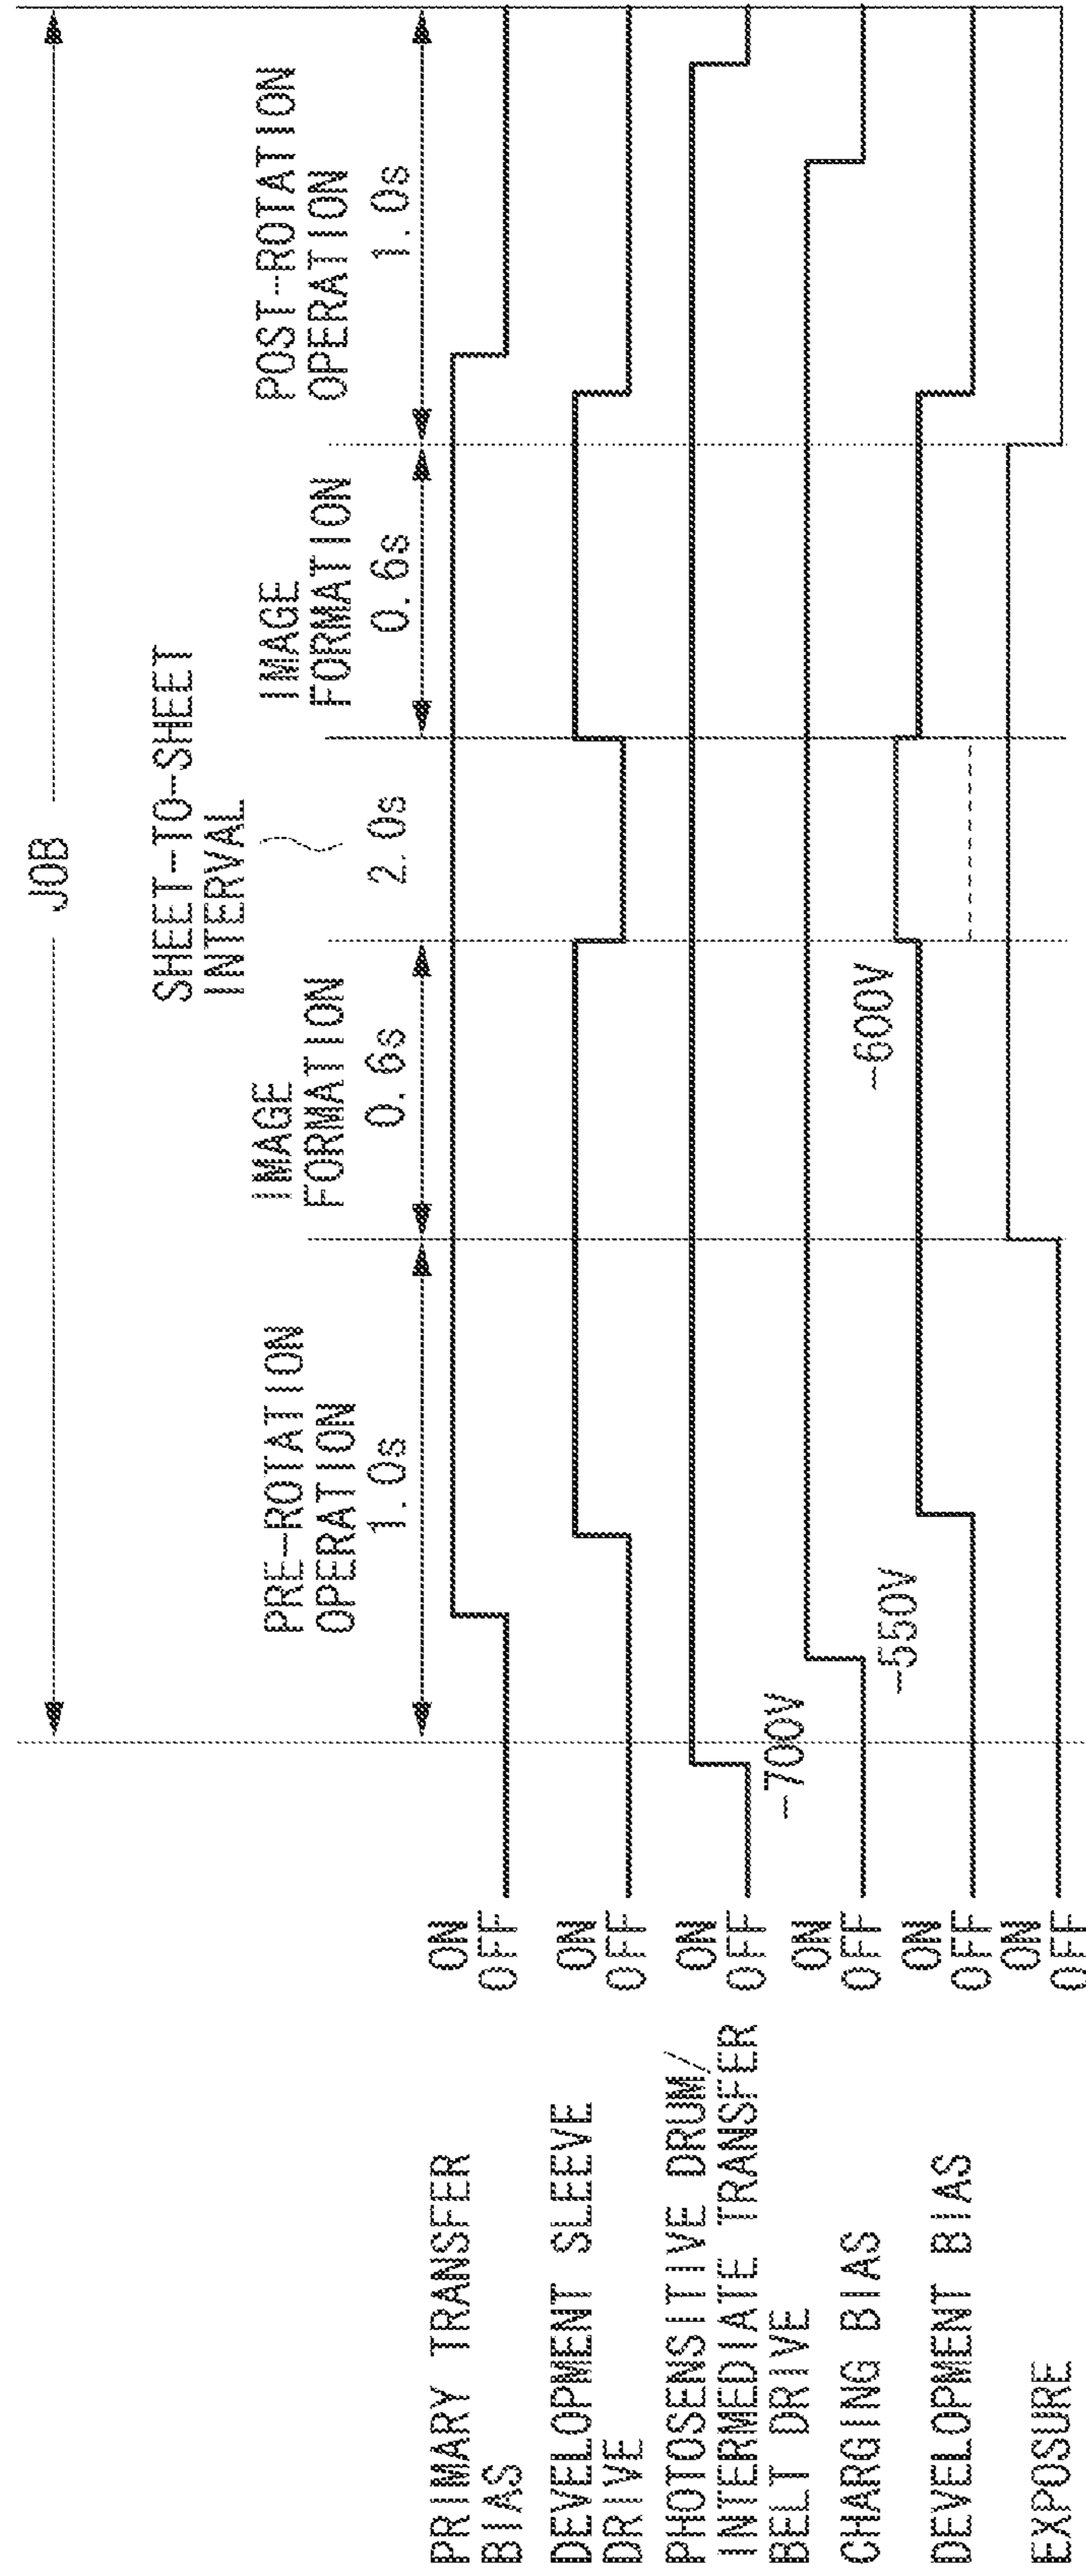 JOB
SHEET-TO-SHEET
INTERVAL
PRE-ROTATION
OPERATION
1.0s
IMAGE
FORMATION
0.6s
2.0s
IMAGE
FORMATION
0.6s
POST-ROTATION
OPERATION
1.0s
PRIMARY TRANSFER
BIAS
ON
OFF
DEVELOPMENT SLEEVE
DRIVE
ON
OFF
PHOTOSENSITIVE DRUM/
INTERMEDIATE TRANSFER
BELT DRIVE
ON
OFF
-700V
CHARGING BIAS
ON
OFF
-550V
-600V
DEVELOPMENT BIAS
ON
OFF
EXPOSURE
ON
OFF